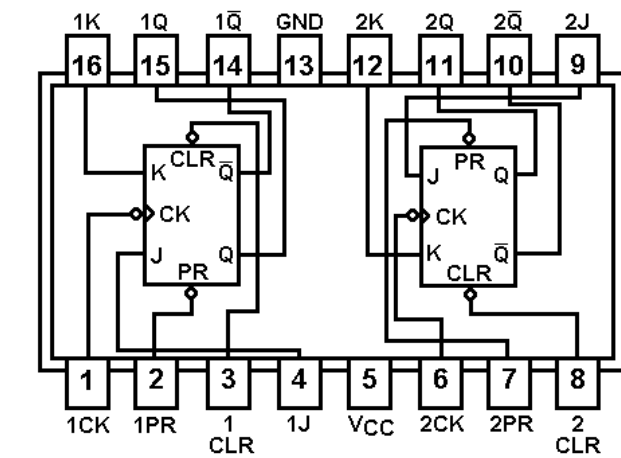 1K 1Q 1Q̅ GND 2K 2Q 2Q̅ 2J
16 15 14 13 12 11 10 9
CLR
K Q̅
CK
J Q
PR
PR
J Q
CK
K Q̅
CLR
1 2 3 4 5 6 7 8
1CK 1PR 1 1J VCC 2CK 2PR 2
CLR CLR